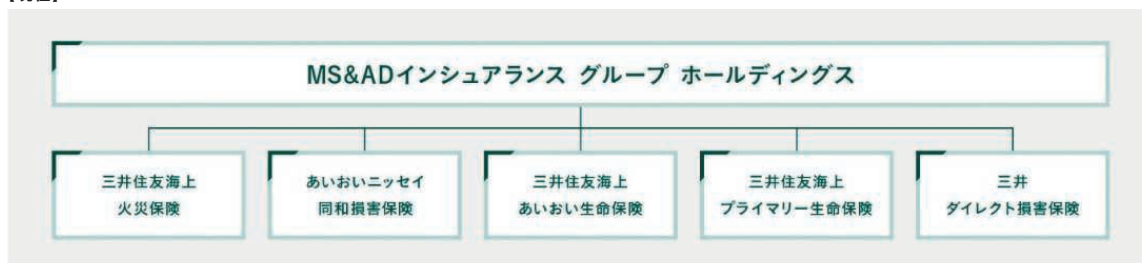 MS&ADインシュアランス グループ ホールディングス
三井住友海上
火災保険
あいおいニッセイ
同和損害保険
三井住友海上
あいおい生命保険
三井住友海上
プライマリー生命保険
三井
ダイレクト損害保険